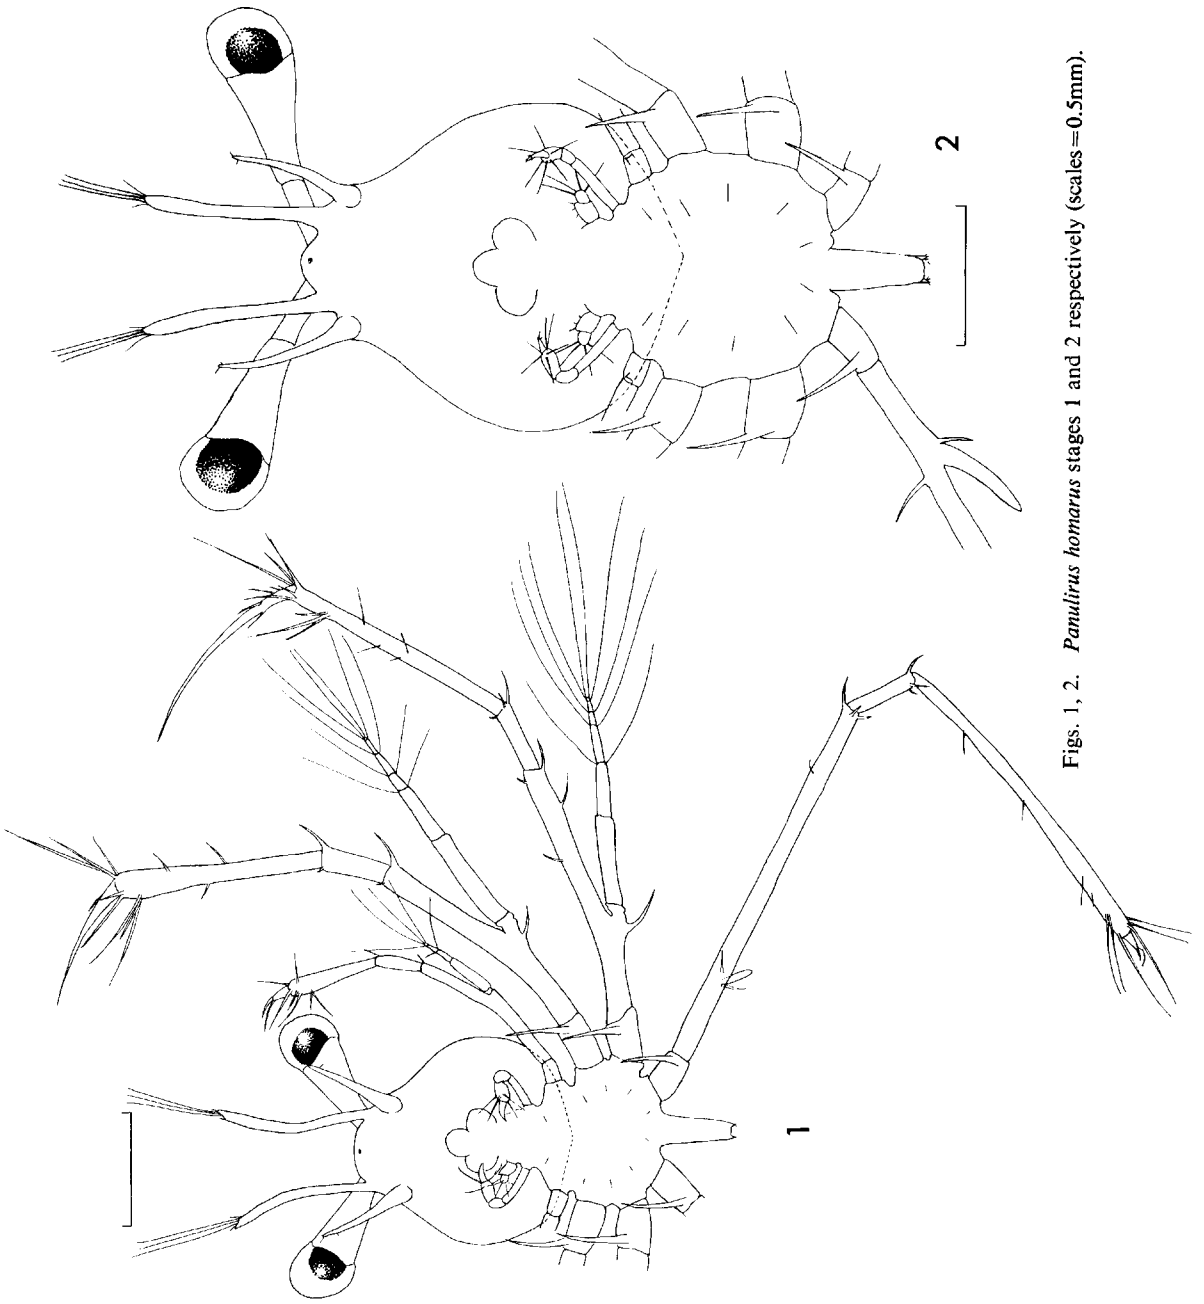 1
2
Figs. 1, 2. Panulirus homarus stages 1 and 2 respectively (scales=0.5mm).